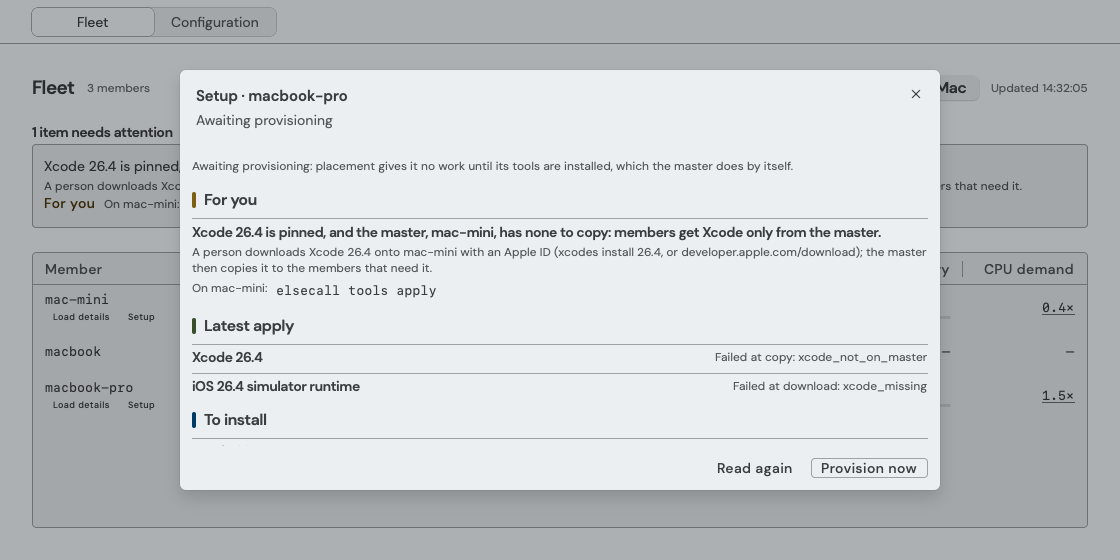 Fleet
Configuration
Fleet
3 members
Mac
Updated 14:32:05
1 item needs attention
Xcode 26.4 is pinned,
A person downloads Xco
rs that need it.
For you On mac-mini:
Member
CPU demand
mac-mini
0.4×
Load details Setup
macbook
—
—
macbook-pro
1.5×
Load details Setup
Setup · macbook-pro
×
Awaiting provisioning
Awaiting provisioning: placement gives it no work until its tools are installed, which the master does by itself.
For you
Xcode 26.4 is pinned, and the master, mac-mini, has none to copy: members get Xcode only from the master.
A person downloads Xcode 26.4 onto mac-mini with an Apple ID (xcodes install 26.4, or developer.apple.com/download); the master
then copies it to the members that need it.
On mac-mini: elsecall tools apply
Latest apply
Xcode 26.4
Failed at copy: xcode_not_on_master
iOS 26.4 simulator runtime
Failed at download: xcode_missing
To install
Read again
Provision now